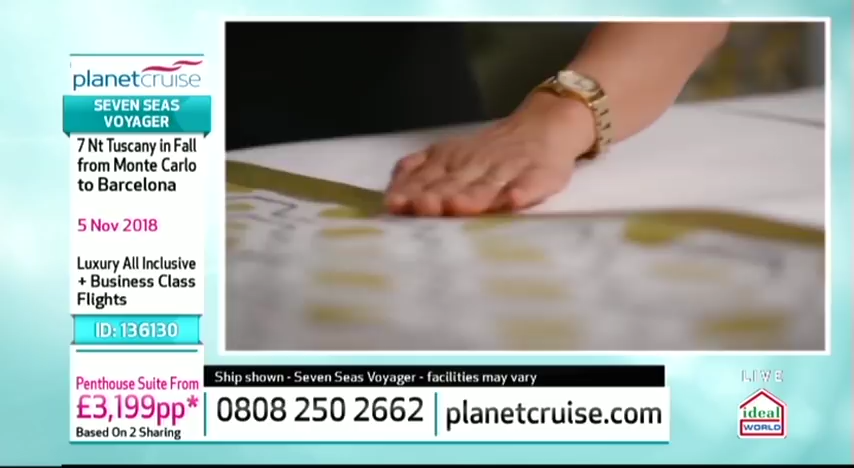 planetcruise
SEVEN SEAS
VOYAGER
7 Nt Tuscany in Fall
from Monte Carlo
to Barcelona
5 Nov 2018
Luxury All Inclusive
+ Business Class
Flights
ID: 136130
Penthouse Suite From
£3,199pp*
Based On 2 Sharing
Ship shown - Seven Seas Voyager - facilities may vary
0808 250 2662
planetcruise.com
LIVE
ideal
WORLD